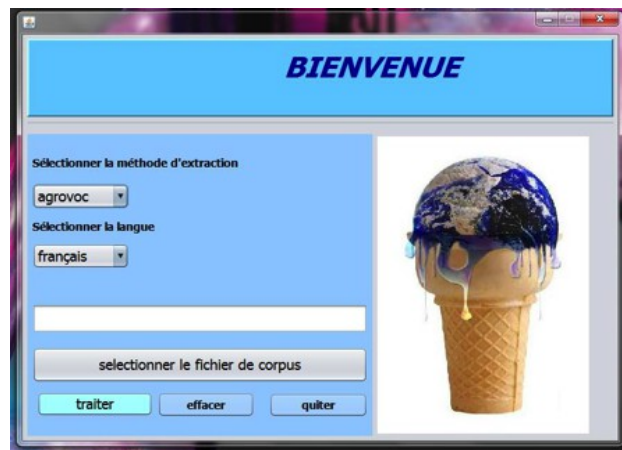 BIENVENUE
Sélectionner la méthode d'extraction
agrovoc
Sélectionner la langue
français
selectionner le fichier de corpus
traiter effacer quiter